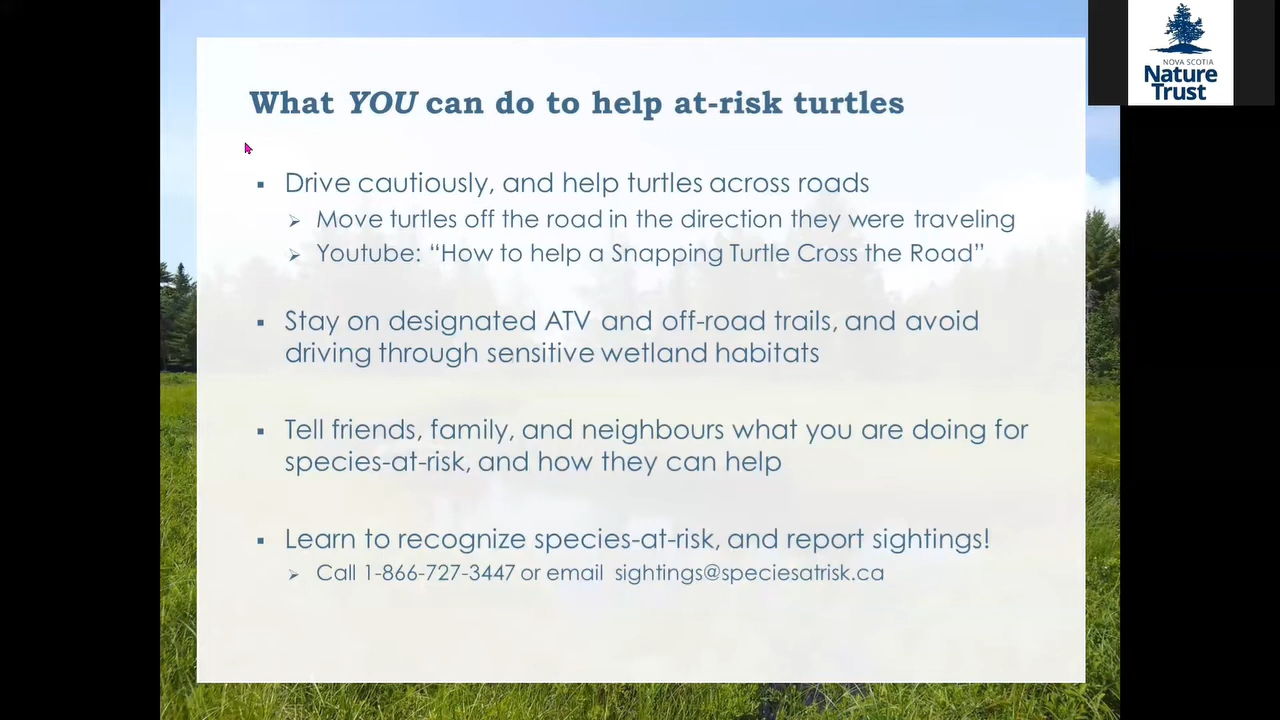 NOVA SCOTIA
Nature
Trust
What YOU can do to help at-risk turtles
▪ Drive cautiously, and help turtles across roads
➢ Move turtles off the road in the direction they were traveling
➢ Youtube: “How to help a Snapping Turtle Cross the Road”
▪ Stay on designated ATV and off-road trails, and avoid
driving through sensitive wetland habitats
▪ Tell friends, family, and neighbours what you are doing for
species-at-risk, and how they can help
▪ Learn to recognize species-at-risk, and report sightings!
➢ Call 1-866-727-3447 or email sightings@speciesatrisk.ca